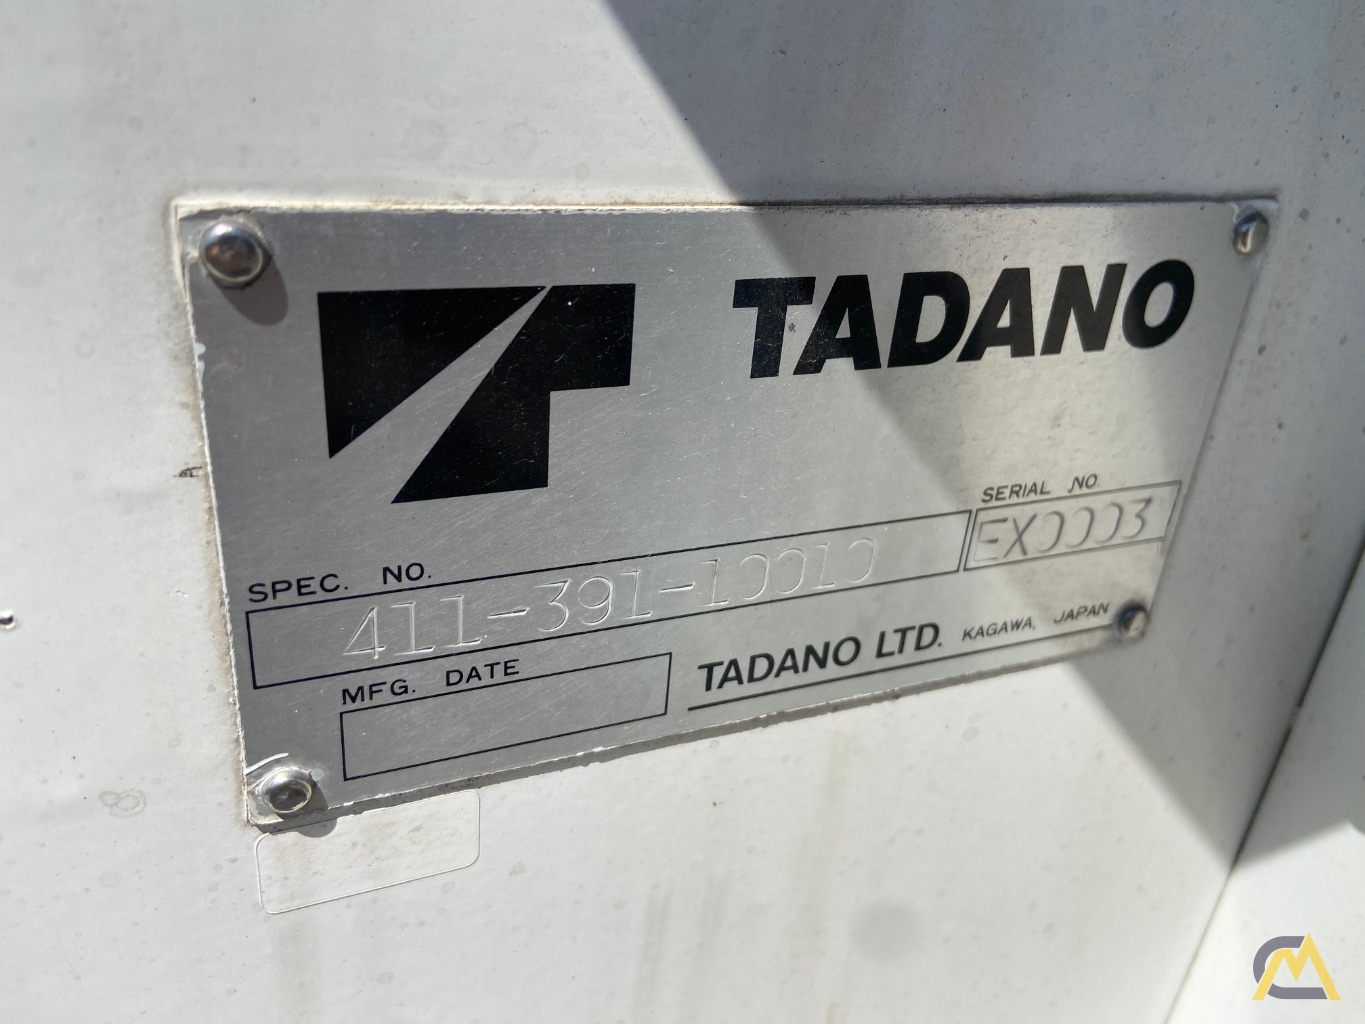 TADANO
SERIAL NO.
EX0003
SPEC. NO.
411-391-10010
MFG. DATE
TADANO LTD. KAGAWA, JAPAN